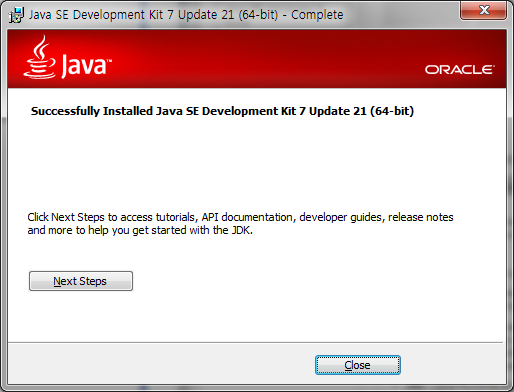 Java SE Development Kit 7 Update 21 (64-bit) - Complete
Java™
ORACLE®
Successfully Installed Java SE Development Kit 7 Update 21 (64-bit)
Click Next Steps to access tutorials, API documentation, developer guides, release notes
and more to help you get started with the JDK.
Next Steps
Close